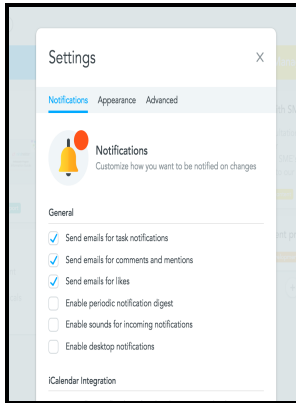 Settings
X
Notifications Appearance Advanced
Notifications
Customize how you want to be notified on changes
General
Send emails for task notifications
Send emails for comments and mentions
Send emails for likes
Enable periodic notification digest
Enable sounds for incoming notifications
Enable desktop notifications
iCalendar Integration